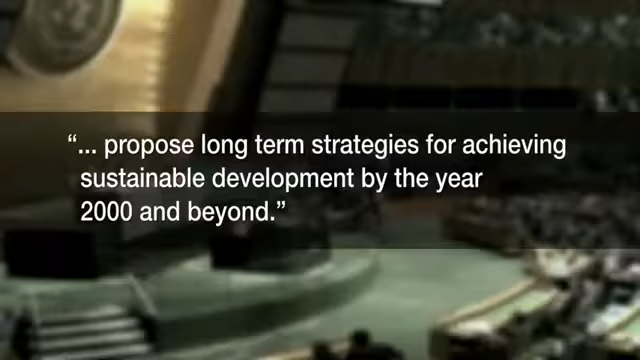 “... propose long term strategies for achieving
sustainable development by the year
2000 and beyond.”